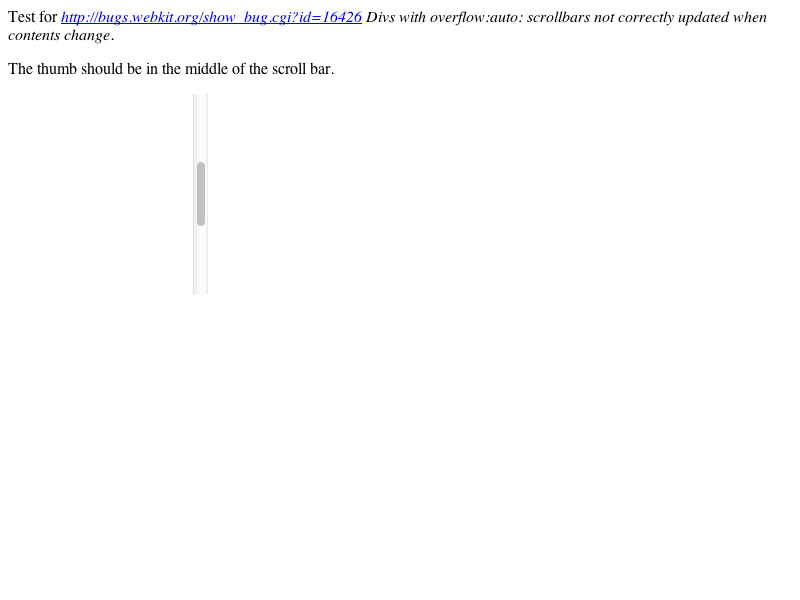 Test for http://bugs.webkit.org/show_bug.cgi?id=16426 Divs with overflow:auto: scrollbars not correctly updated when
contents change.
The thumb should be in the middle of the scroll bar.